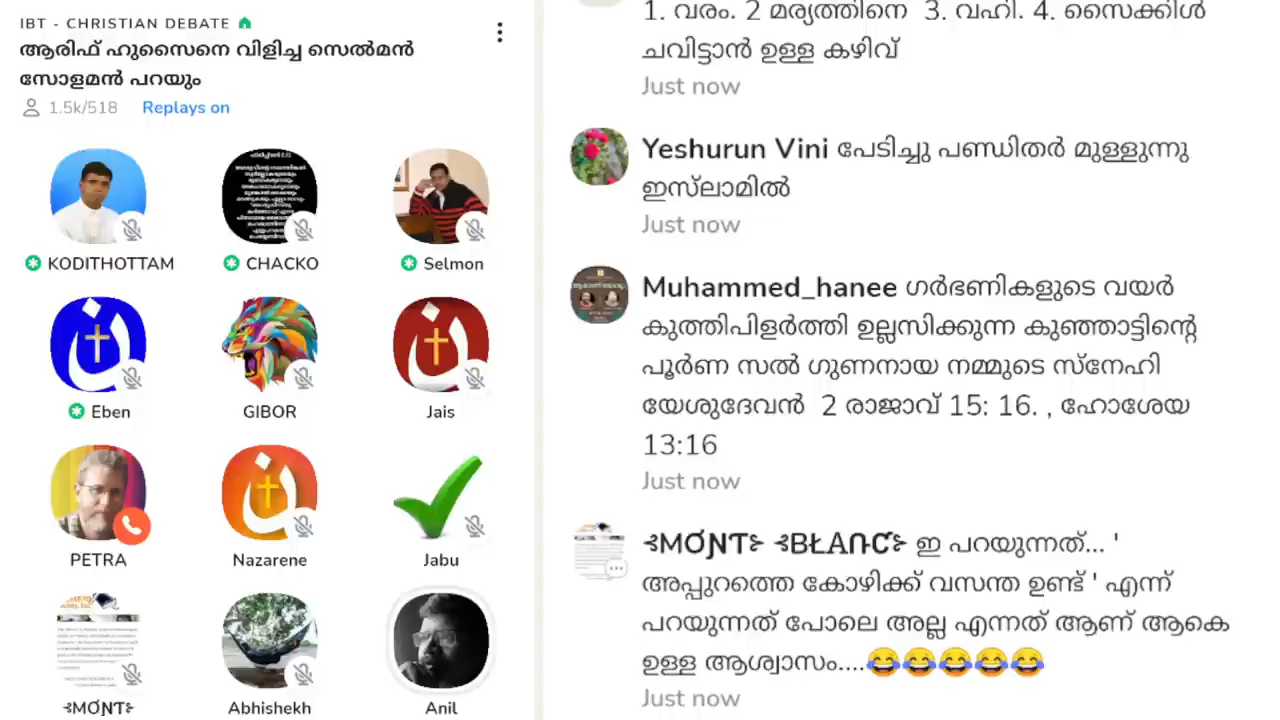 IBT - CHRISTIAN DEBATE
ആരിഫ് ഹുസൈനെ വിളിച്ച സെൽമൻ
സോളമൻ പറയും
1.5k/518 Replays on
KODITHOTTAM
CHACKO
Selmon
Eben
GIBOR
Jais
PETRA
Nazarene
Jabu
⊰MƠƝƬ⊱
Abhishekh
Anil
1. വരം. 2 മര്യത്തിനെ 3. വഹി. 4. സൈക്കിൾ
ചവിട്ടാൻ ഉള്ള കഴിവ്
Just now
Yeshurun Vini പേടിച്ചു പണ്ഡിതർ മുള്ളുന്നു
ഇസ്ലാമിൽ
Just now
Muhammed_hanee ഗർഭണികളുടെ വയർ
കുത്തിപിളർത്തി ഉല്ലസിക്കുന്ന കുഞ്ഞാട്ടിന്റെ
പൂർണ സൽ ഗുണനായ നമ്മുടെ സ്നേഹി
യേശുദേവൻ 2 രാജാവ് 15: 16. , ഹോശേയ
13:16
Just now
⊰MƠƝƬ⊱ ⊰BŁAՈƇ⊱ ഇ പറയുന്നത്... '
അപ്പുറത്തെ കോഴിക്ക് വസന്ത ഉണ്ട് ' എന്ന്
പറയുന്നത് പോലെ അല്ല എന്നത് ആണ് ആകെ
ഉള്ള ആശ്വാസം....😂😂😂😂😂
Just now